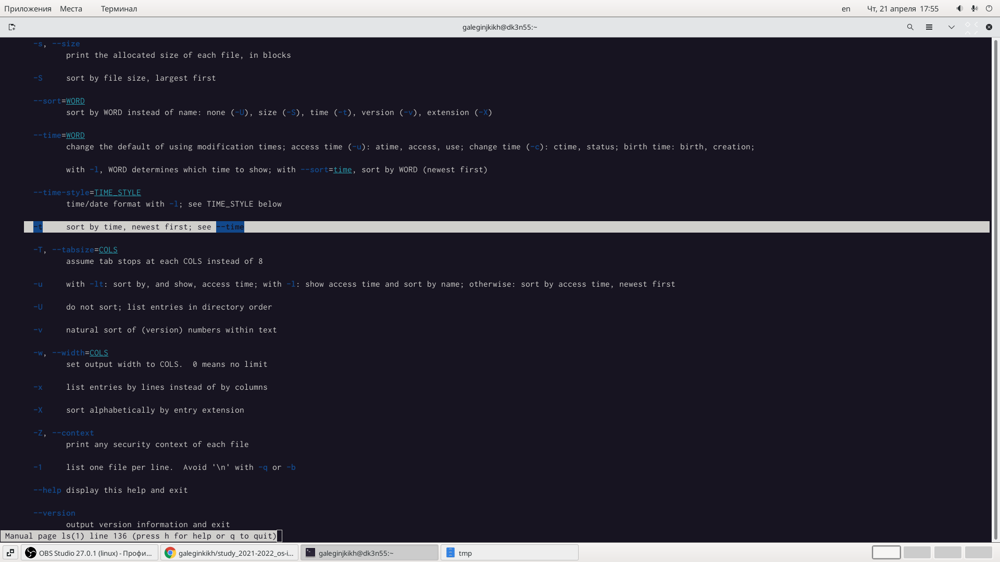 Приложения Места Терминал en Чт, 21 апреля 17:55
galeginjkikh@dk3n55:~
-s, --size
print the allocated size of each file, in blocks
-S sort by file size, largest first
--sort=WORD
sort by WORD instead of name: none (-U), size (-S), time (-t), version (-v), extension (-X)
--time=WORD
change the default of using modification times; access time (-u): atime, access, use; change time (-c): ctime, status; birth time: birth, creation;
with -l, WORD determines which time to show; with --sort=time, sort by WORD (newest first)
--time-style=TIME_STYLE
time/date format with -l; see TIME_STYLE below
-t sort by time, newest first; see --time
-T, --tabsize=COLS
assume tab stops at each COLS instead of 8
-u with -lt: sort by, and show, access time; with -l: show access time and sort by name; otherwise: sort by access time, newest first
-U do not sort; list entries in directory order
-v natural sort of (version) numbers within text
-w, --width=COLS
set output width to COLS.  0 means no limit
-x list entries by lines instead of by columns
-X sort alphabetically by entry extension
-Z, --context
print any security context of each file
-1 list one file per line.  Avoid '\n' with -q or -b
--help display this help and exit
--version
output version information and exit
Manual page ls(1) line 136 (press h for help or q to quit)
OBS Studio 27.0.1 (linux) - Профи... galeginkikh/study_2021-2022_os-i... galeginjkikh@dk3n55:~ tmp